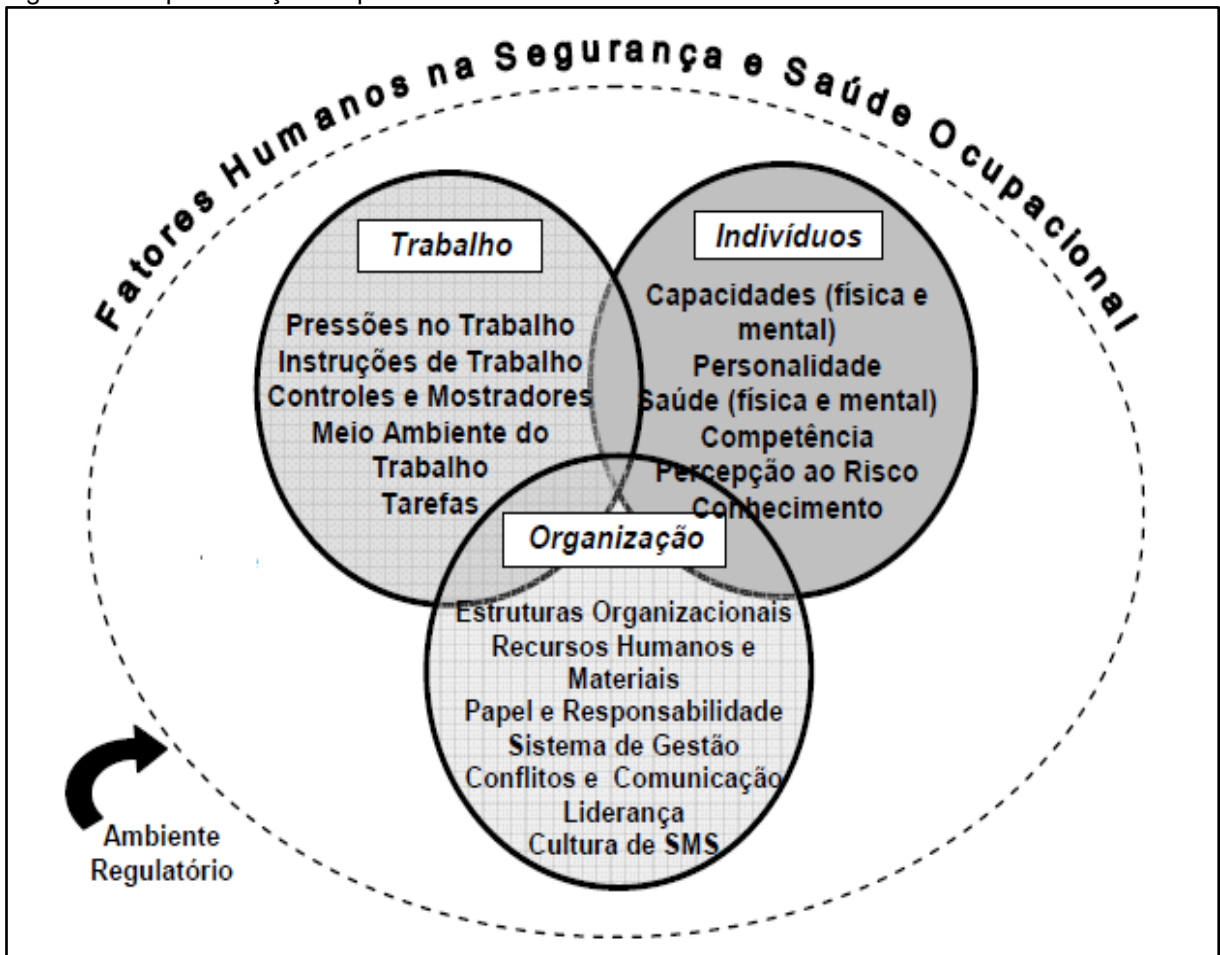 Fatores Humanos na Segurança e Saúde Ocupacional
Trabalho
Pressões no Trabalho
Instruções de Trabalho
Controles e Mostradores
Meio Ambiente do
Trabalho
Tarefas
Indivíduos
Capacidades (física e
mental)
Personalidade
Saúde (física e mental)
Competência
Percepção ao Risco
Conhecimento
Organização
Estruturas Organizacionais
Recursos Humanos e
Materiais
Papel e Responsabilidade
Sistema de Gestão
Conflitos e Comunicação
Liderança
Cultura de SMS
Ambiente
Regulatório